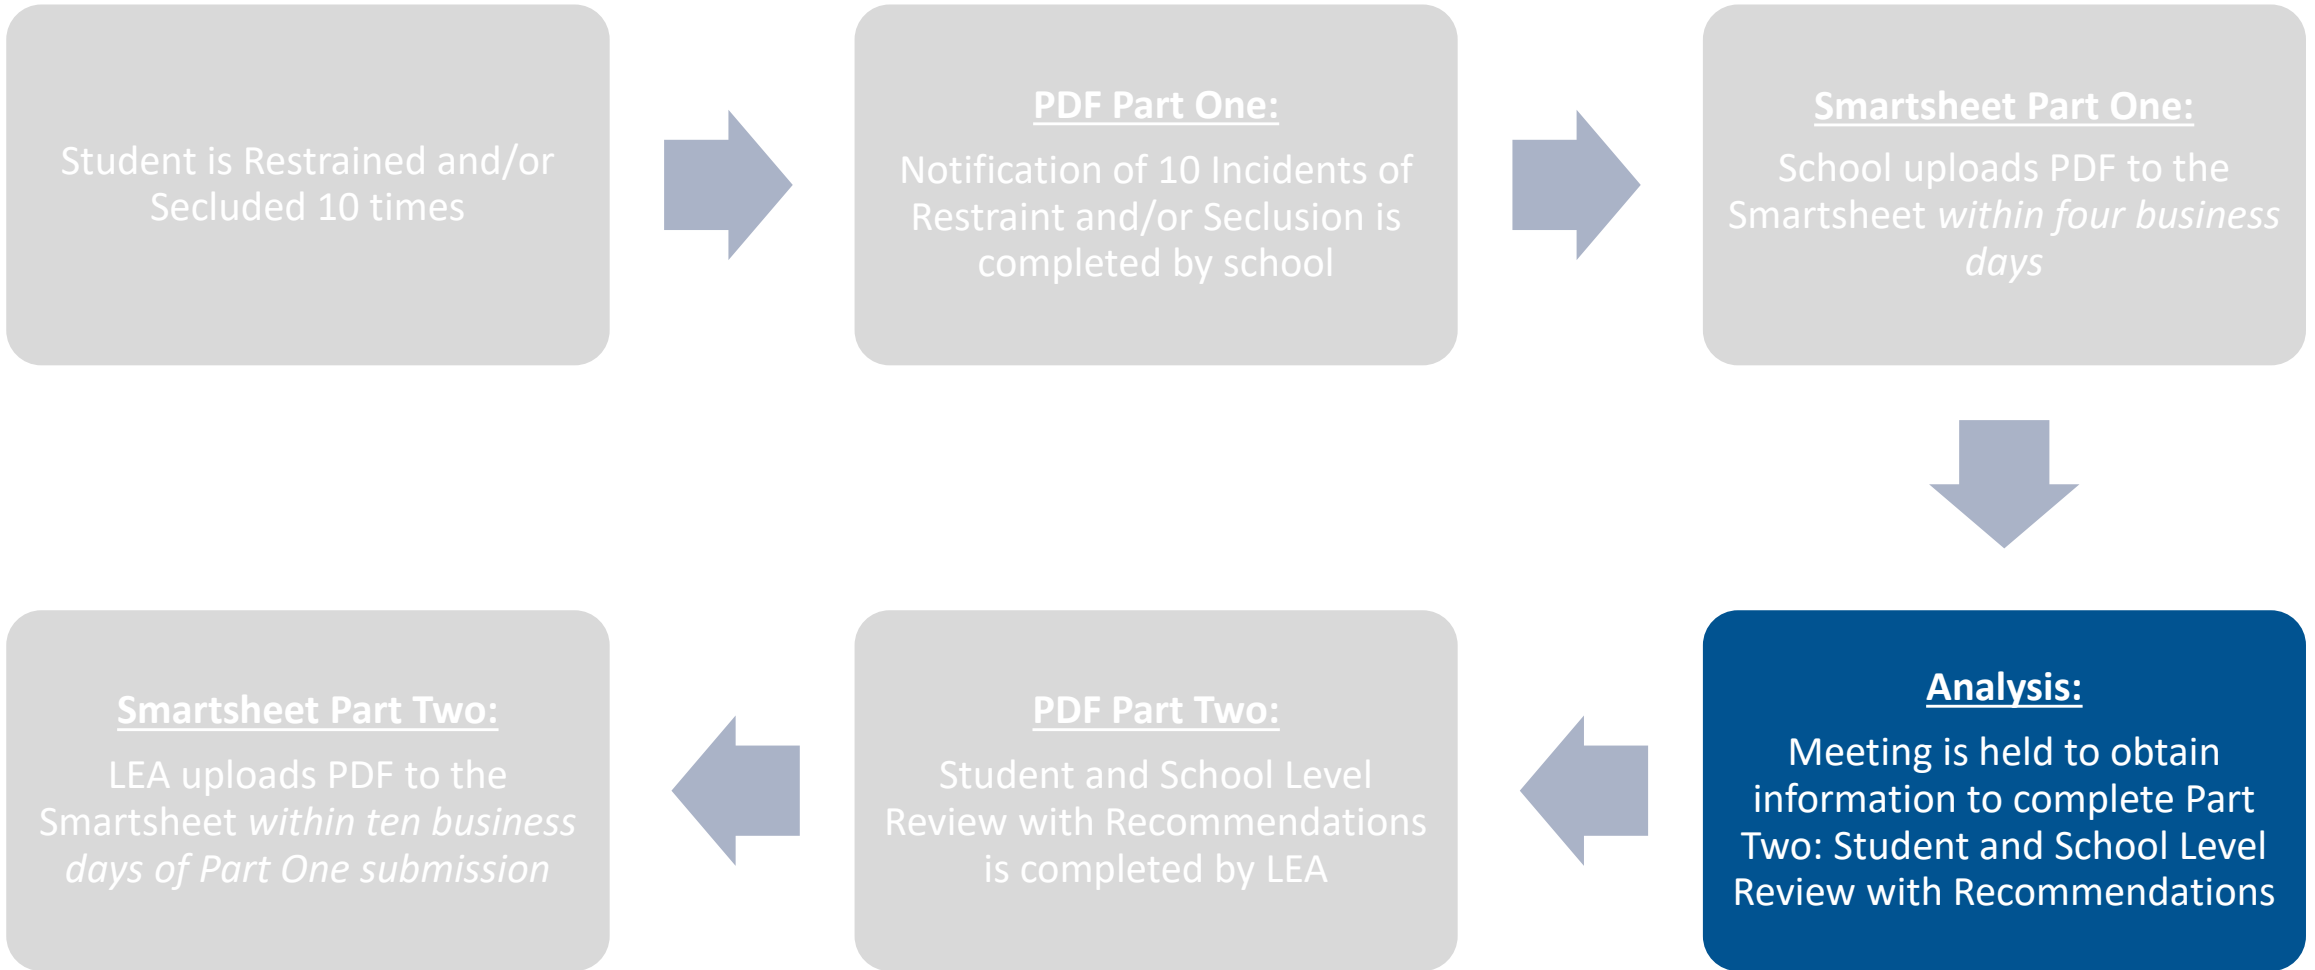 Student is Restrained and/or
Secluded 10 times
PDF Part One:
Notification of 10 Incidents of
Restraint and/or Seclusion is
completed by school
Smartsheet Part One:
School uploads PDF to the
Smartsheet within four business
days
Analysis:
Meeting is held to obtain
information to complete Part
Two: Student and School Level
Review with Recommendations
PDF Part Two:
Student and School Level
Review with Recommendations
is completed by LEA
Smartsheet Part Two:
LEA uploads PDF to the
Smartsheet within ten business
days of Part One submission